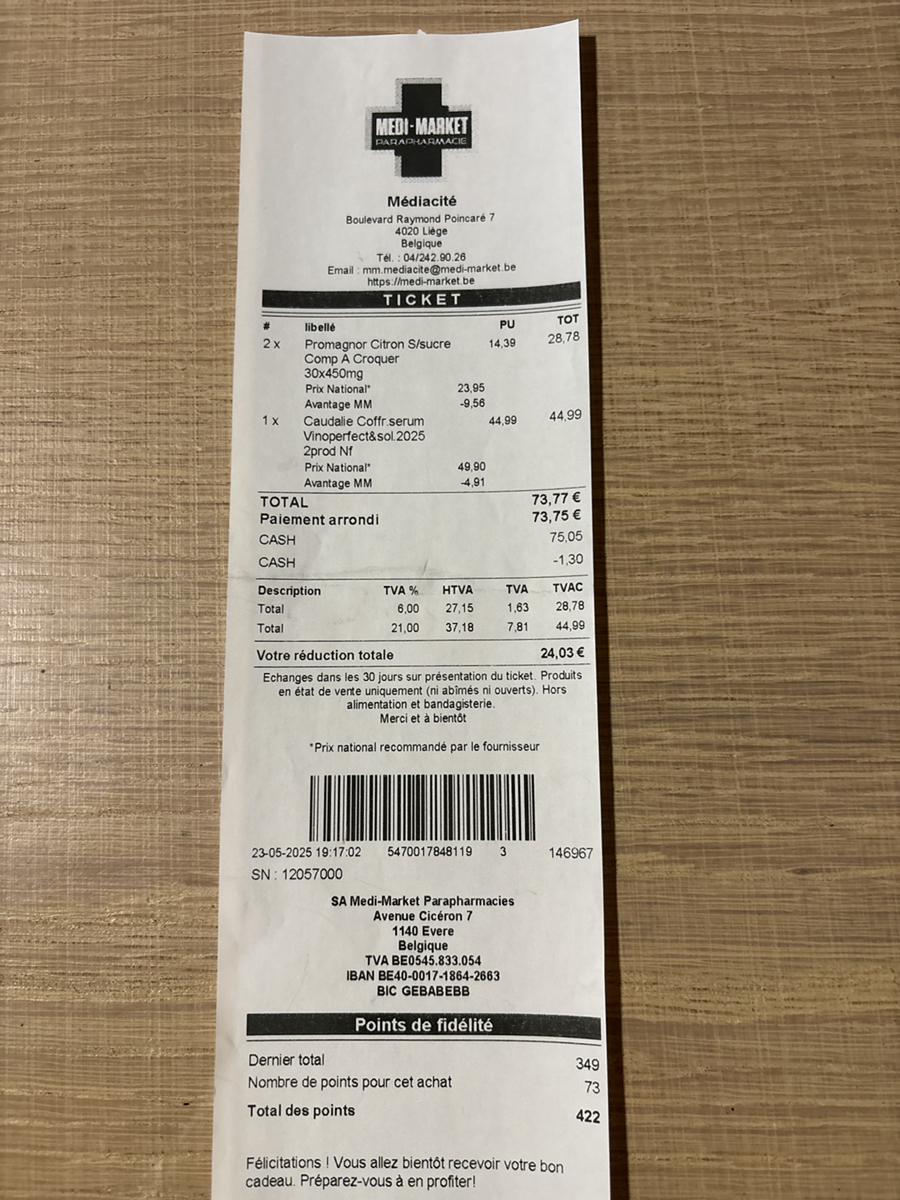 MEDI-MARKET
PARAPHARMACIE
Médiacité
Boulevard Raymond Poincaré 7
4020 Liège
Belgique
Tél. : 04/242.90.26
Email : mm.mediacite@medi-market.be
https://medi-market.be
TICKET
# libellé PU TOT
2 x Promagnor Citron S/sucre 14,39 28,78
Comp A Croquer
30x450mg
Prix National* 23,95
Avantage MM -9,56
1 x Caudalie Coffr.serum 44,99 44,99
Vinoperfect&sol.2025
2prod Nf
Prix National* 49,90
Avantage MM -4,91
TOTAL 73,77 €
Paiement arrondi 73,75 €
CASH 75,05
CASH -1,30
Description TVA % HTVA TVA TVAC
Total 6,00 27,15 1,63 28,78
Total 21,00 37,18 7,81 44,99
Votre réduction totale 24,03 €
Echanges dans les 30 jours sur présentation du ticket. Produits
en état de vente uniquement (ni abîmés ni ouverts). Hors
alimentation et bandagisterie.
Merci et à bientôt
*Prix national recommandé par le fournisseur
23-05-2025 19:17:02 5470017848119 3 146967
SN : 12057000
SA Medi-Market Parapharmacies
Avenue Cicéron 7
1140 Evere
Belgique
TVA BE0545.833.054
IBAN BE40-0017-1864-2663
BIC GEBABEBB
Points de fidélité
Dernier total 349
Nombre de points pour cet achat 73
Total des points 422
Félicitations ! Vous allez bientôt recevoir votre bon
cadeau. Préparez-vous à en profiter!